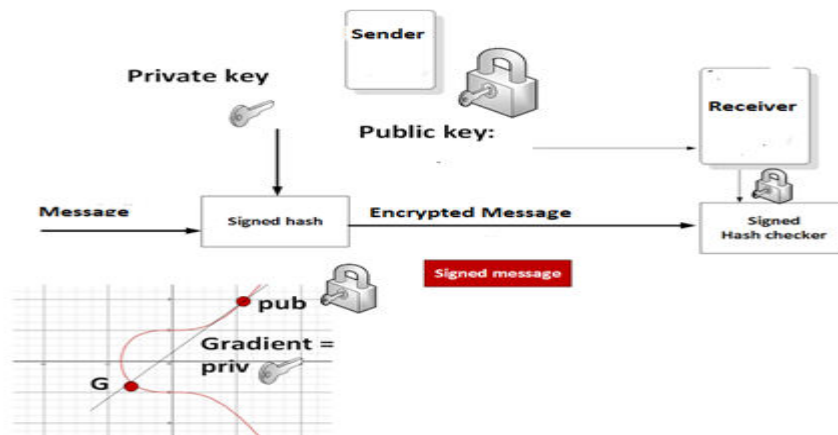 Sender
Private key
Public key:
Receiver
Message
Signed hash
Encrypted Message
Signed
Hash checker
Signed message
pub
Gradient =
priv
G